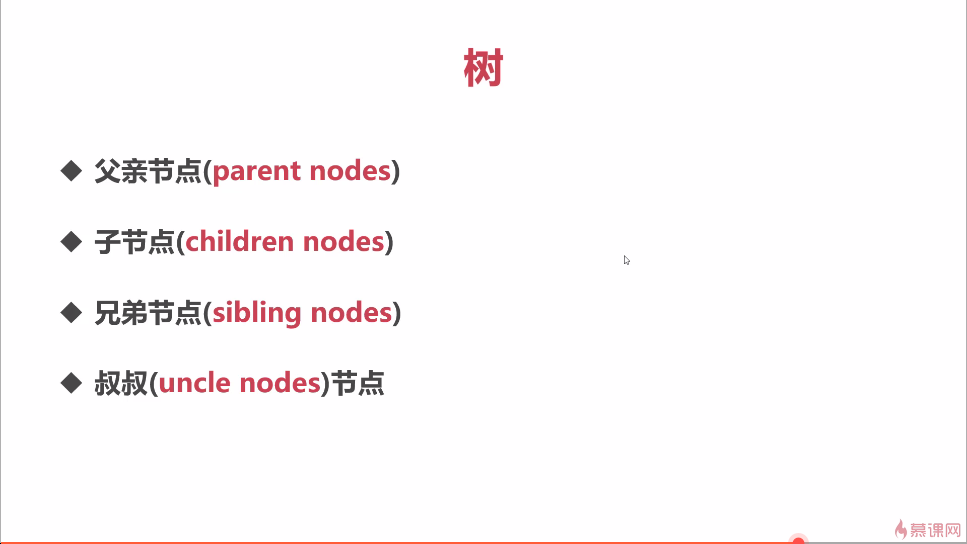 树
◆ 父亲节点(parent nodes)
◆ 子节点(children nodes)
◆ 兄弟节点(sibling nodes)
◆ 叔叔(uncle nodes)节点
慕课网